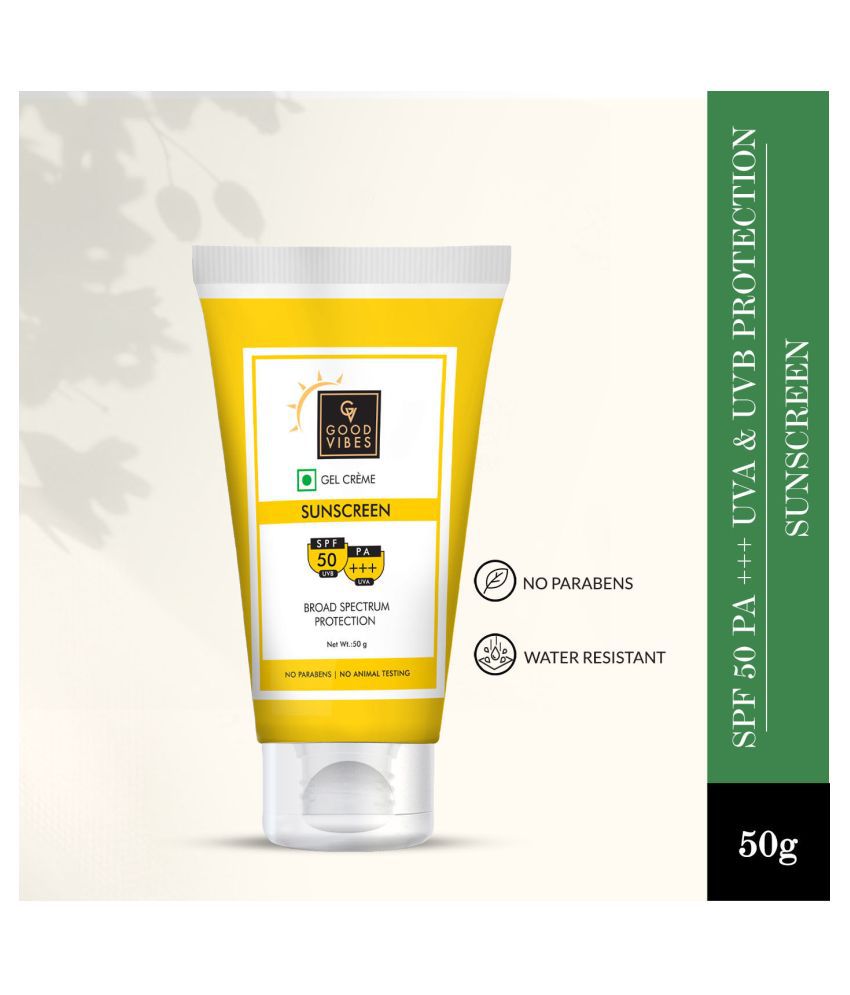 GV
GOOD
VIBES
GEL CRÈME
SUNSCREEN
SPF
50
UVB
PA
+++
UVA
BROAD SPECTRUM
PROTECTION
Net Wt.:50 g
NO PARABENS | NO ANIMAL TESTING
NO PARABENS
WATER RESISTANT
SPF 50 PA +++ UVA & UVB PROTECTION
SUNSCREEN
50g